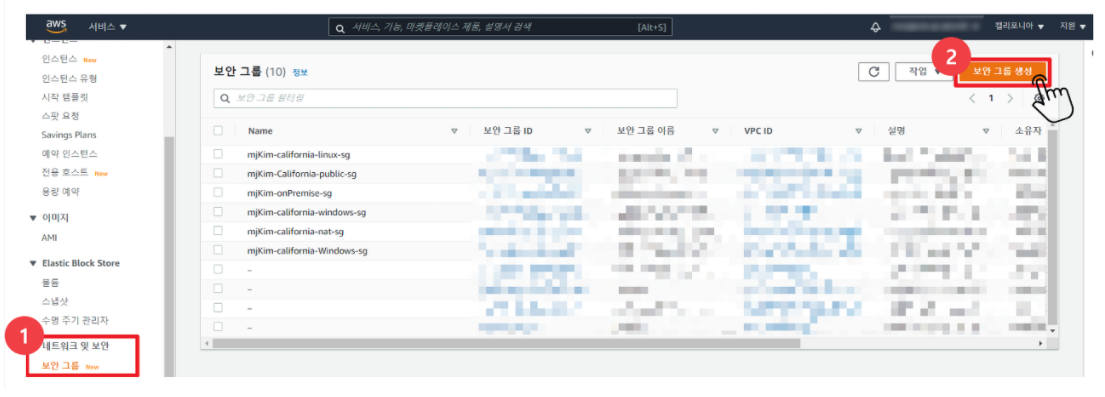 aws 서비스 ▼ 서비스, 기능, 마켓플레이스 제품, 설명서 검색 [Alt+S] 캘리포니아 ▼ 지원 ▼
인스턴스
인스턴스 New
인스턴스 유형
시작 템플릿
스팟 요청
Savings Plans
예약 인스턴스
전용 호스트 New
용량 예약
▼ 이미지
AMI
▼ Elastic Block Store
볼륨
스냅샷
수명 주기 관리자
1
네트워크 및 보안
보안 그룹 New
보안 그룹 (10) 정보
작업
2
보안 그룹 생성
보안 그룹 필터링
< 1 >
Name 보안 그룹 ID 보안 그룹 이름 VPC ID 설명 소유자
mjKim-california-linux-sg
mjKim-California-public-sg
mjKim-onPremise-sg
mjKim-california-windows-sg
mjKim-california-nat-sg
mjKim-california-Windows-sg
–
–
–
–